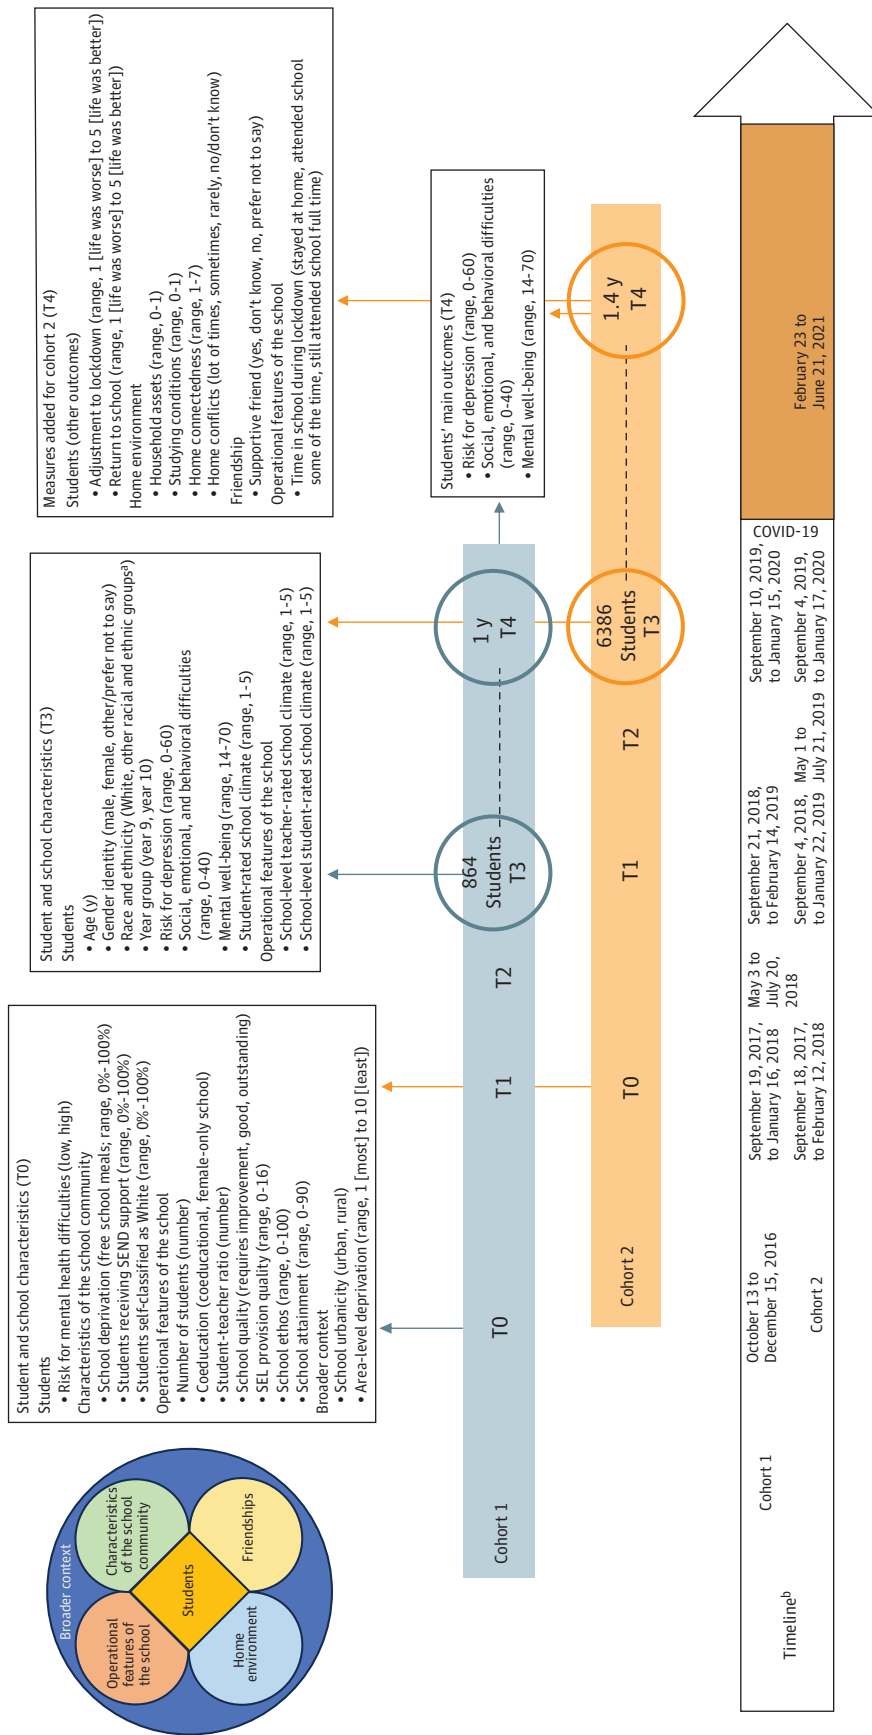 Broader context
Operational
features of
the school
Characteristics
of the school
community
Students
Home
environment
Friendships
Student and school characteristics (T0)
Students
• Risk for mental health difficulties (low, high)
Characteristics of the school community
• School deprivation (free school meals; range, 0%-100%)
• Students receiving SEND support (range, 0%-100%)
• Students self-classified as White (range, 0%-100%)
Operational features of the school
• Number of students (number)
• Coeducation (coeducational, female-only school)
• Student-teacher ratio (number)
• School quality (requires improvement, good, outstanding)
• SEL provision quality (range, 0-16)
• School ethos (range, 0-100)
• School attainment (range, 0-90)
Broader context
• School urbanicity (urban, rural)
• Area-level deprivation (range, 1 [most] to 10 [least])
Student and school characteristics (T3)
Students
• Age (y)
• Gender identity (male, female, other/prefer not to say)
• Race and ethnicity (White, other racial and ethnic groupsᵃ)
• Year group (year 9, year 10)
• Risk for depression (range, 0-60)
• Social, emotional, and behavioral difficulties
(range, 0-40)
• Mental well-being (range, 14-70)
• Student-rated school climate (range, 1-5)
Operational features of the school
• School-level teacher-rated school climate (range, 1-5)
• School-level student-rated school climate (range, 1-5)
Measures added for cohort 2 (T4)
Students (other outcomes)
• Adjustment to lockdown (range, 1 [life was worse] to 5 [life was better])
• Return to school (range, 1 [life was worse] to 5 [life was better])
Home environment
• Household assets (range, 0-1)
• Studying conditions (range, 0-1)
• Home connectedness (range, 1-7)
• Home conflicts (lot of times, sometimes, rarely, no/don't know)
Friendship
• Supportive friend (yes, don't know, no, prefer not to say)
Operational features of the school
• Time in school during lockdown (stayed at home, attended school
some of the time, still attended school full time)
Students' main outcomes (T4)
• Risk for depression (range, 0-60)
• Social, emotional, and behavioral difficulties
(range, 0-40)
• Mental well-being (range, 14-70)
Cohort 1
T0
T1
T2
864
Students
T3
1 y
T4
Cohort 2
T0
T1
T2
6386
Students
T3
1.4 y
T4
Timelineᵇ
Cohort 1
October 13 to
December 15, 2016
September 19, 2017,
to January 16, 2018
May 3 to
July 20,
2018
September 21, 2018,
to February 14, 2019
September 10, 2019,
to January 15, 2020
COVID-19
Cohort 2
September 18, 2017,
to February 12, 2018
September 4, 2018,
to January 22, 2019
May 1 to
July 21, 2019
September 4, 2019,
to January 17, 2020
February 23 to
June 21, 2021